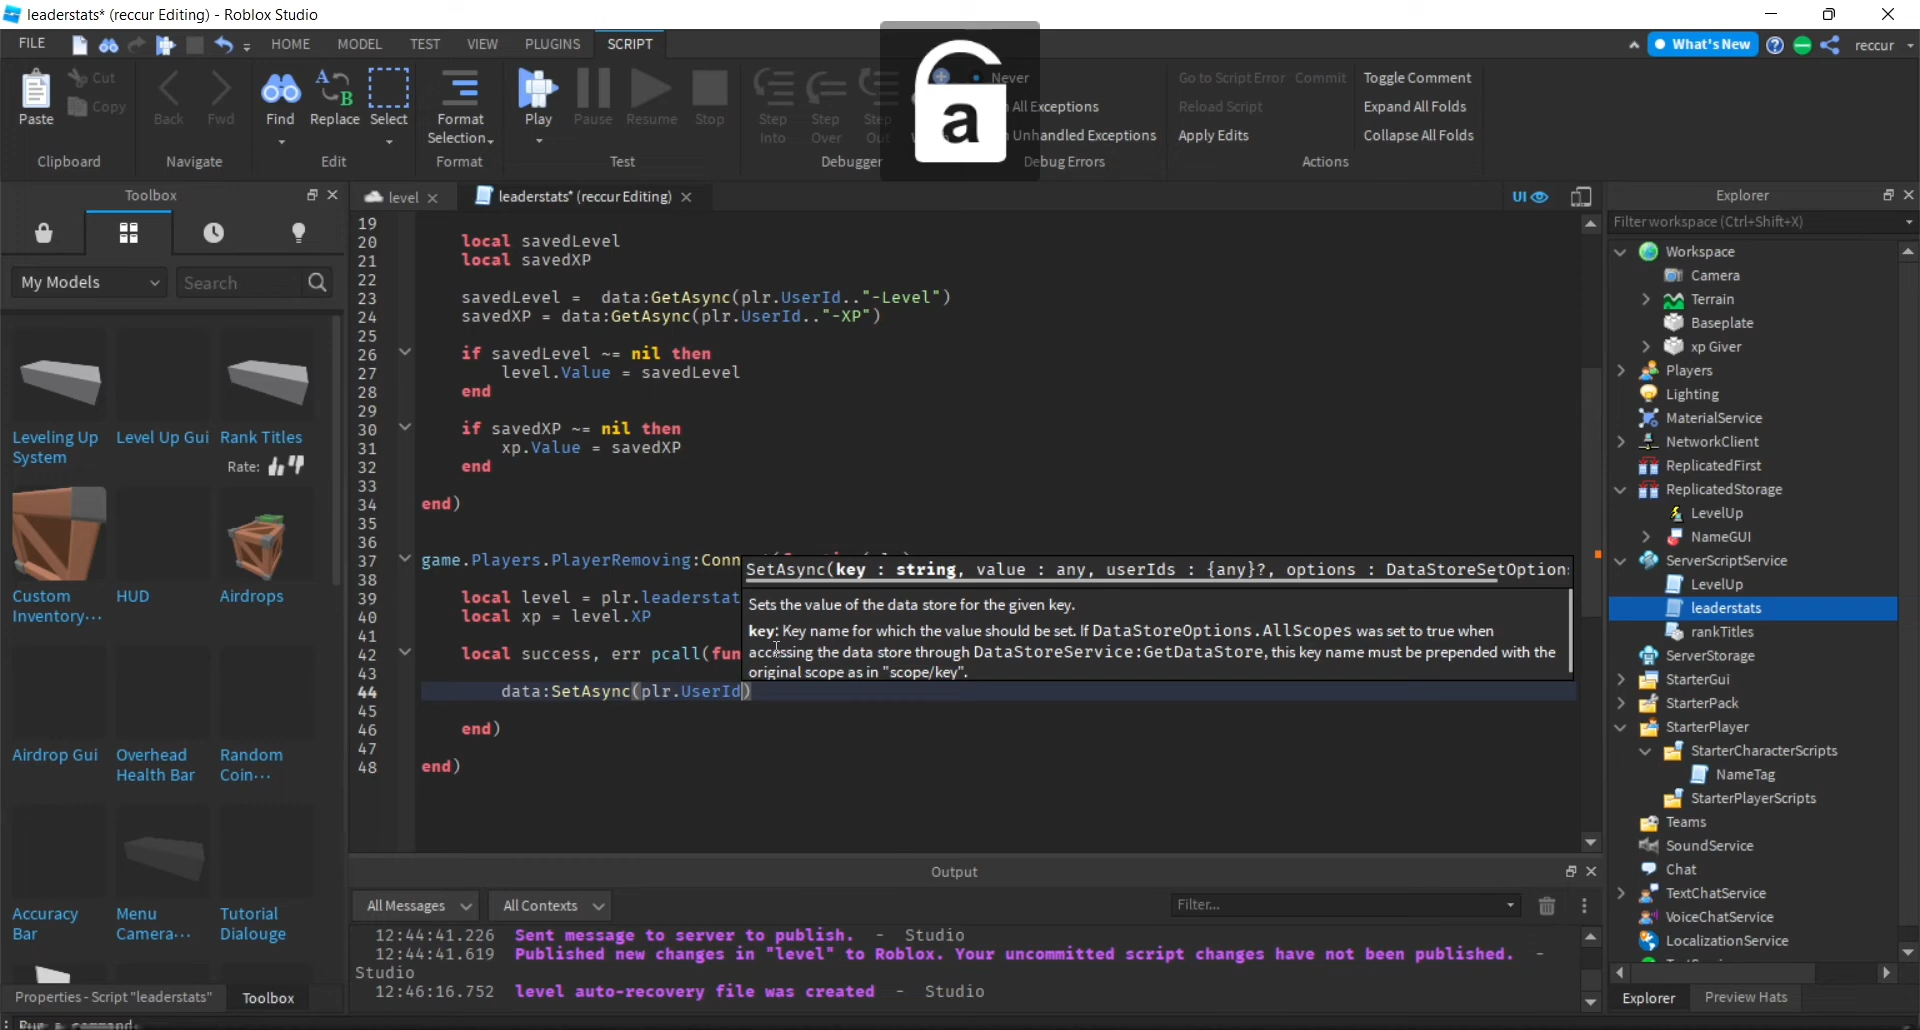 leaderstats* (reccur Editing) - Roblox Studio
FILE HOME MODEL TEST VIEW PLUGINS SCRIPT What's New reccur
Paste Cut Copy Back Fwd Find Replace Select Format Selection Play Pause Resume Stop Step Into Step Over Step Out Never
All Exceptions
Unhandled Exceptions
Go to Script Error Commit Toggle Comment
Reload Script Expand All Folds
Apply Edits Collapse All Folds
Clipboard Navigate Edit Format Test Debugger Debug Errors Actions
a
Toolbox
My Models Search
Leveling Up System
Level Up Gui
Rank Titles
Rate:
Custom Inventory...
HUD
Airdrops
Airdrop Gui
Overhead Health Bar
Random Coin...
Accuracy Bar
Menu Camera...
Tutorial Dialouge
Properties - Script "leaderstats" Toolbox
level leaderstats* (reccur Editing) UI
19
20 local savedLevel
21 local savedXP
22
23 savedLevel =  data:GetAsync(plr.UserId.."-Level")
24 savedXP = data:GetAsync(plr.UserId.."-XP")
25
26 if savedLevel ~= nil then
27 level.Value = savedLevel
28 end
29
30 if savedXP ~= nil then
31 xp.Value = savedXP
32 end
33
34 end)
35
36
37 game.Players.PlayerRemoving:Conn
38
39 local level = plr.leaderstat
40 local xp = level.XP
41
42 local success, err pcall(fun
43
44 data:SetAsync(plr.UserId)
45
46 end)
47
48 end)
SetAsync(key : string, value : any, userIds : {any}?, options : DataStoreSetOption
Sets the value of the data store for the given key.
key: Key name for which the value should be set. If DataStoreOptions.AllScopes was set to true when
accessing the data store through DataStoreService:GetDataStore, this key name must be prepended with the
original scope as in "scope/key".
Output
All Messages All Contexts Filter...
12:44:41.226 Sent message to server to publish. - Studio
12:44:41.619 Published new changes in "level" to Roblox. Your uncommitted script changes have not been published. -
Studio
12:46:16.752 level auto-recovery file was created - Studio
Explorer
Filter workspace (Ctrl+Shift+X)
Workspace
Camera
Terrain
Baseplate
xp Giver
Players
Lighting
MaterialService
NetworkClient
ReplicatedFirst
ReplicatedStorage
LevelUp
NameGUI
ServerScriptService
LevelUp
leaderstats
rankTitles
ServerStorage
StarterGui
StarterPack
StarterPlayer
StarterCharacterScripts
NameTag
StarterPlayerScripts
Teams
SoundService
Chat
TextChatService
VoiceChatService
LocalizationService
Explorer Preview Hats